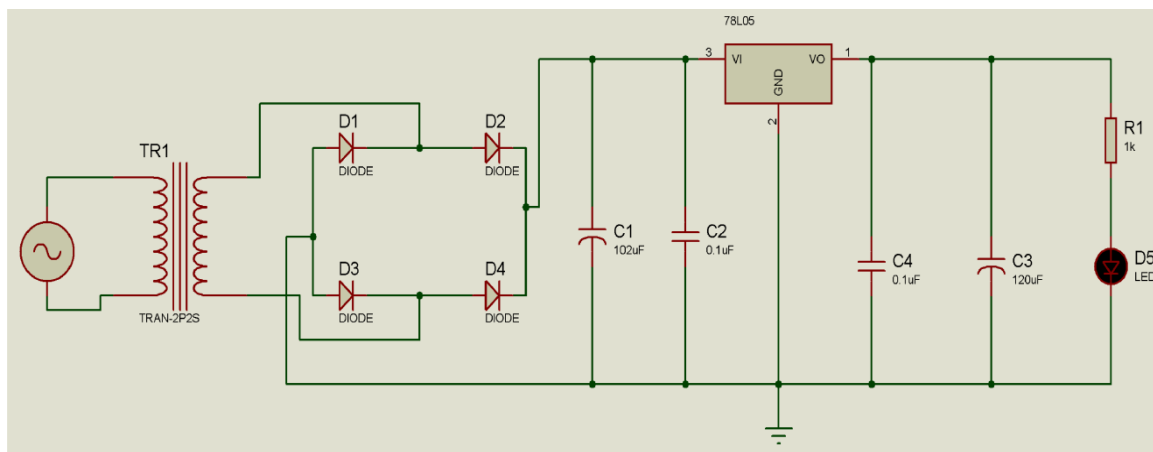 78L05
3
VI
VO
1
GND
2
D1
DIODE
D2
DIODE
TR1
TRAN-2P2S
D3
DIODE
D4
DIODE
C1
102uF
C2
0.1uF
C4
0.1uF
C3
120uF
R1
1k
D5
LED